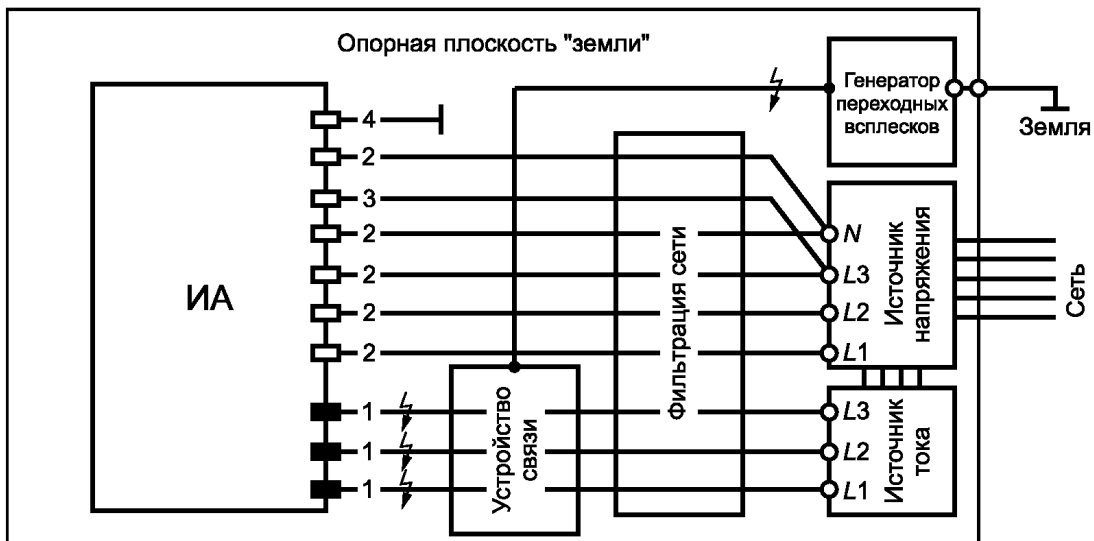 Опорная плоскость "земли"
Генератор
переходных
всплесков
Земля
ИА
4
2
3
2
2
2
2
1
1
1
Устройство
связи
Фильтрация сети
N
L3
L2
L1
Источник
напряжения
Сеть
L3
L2
L1
Источник
тока